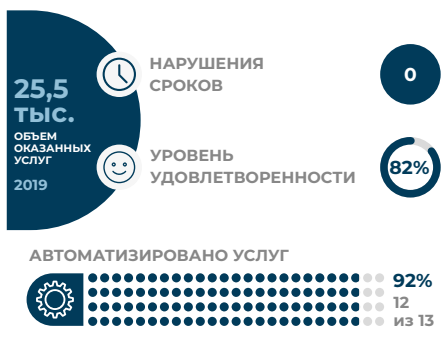 25,5
ТЫС.
ОБЪЕМ
ОКАЗАННЫХ
УСЛУГ
2019
НАРУШЕНИЯ
СРОКОВ
0
УРОВЕНЬ
УДОВЛЕТВОРЕННОСТИ
82%
АВТОМАТИЗИРОВАНО УСЛУГ
92%
12
из 13